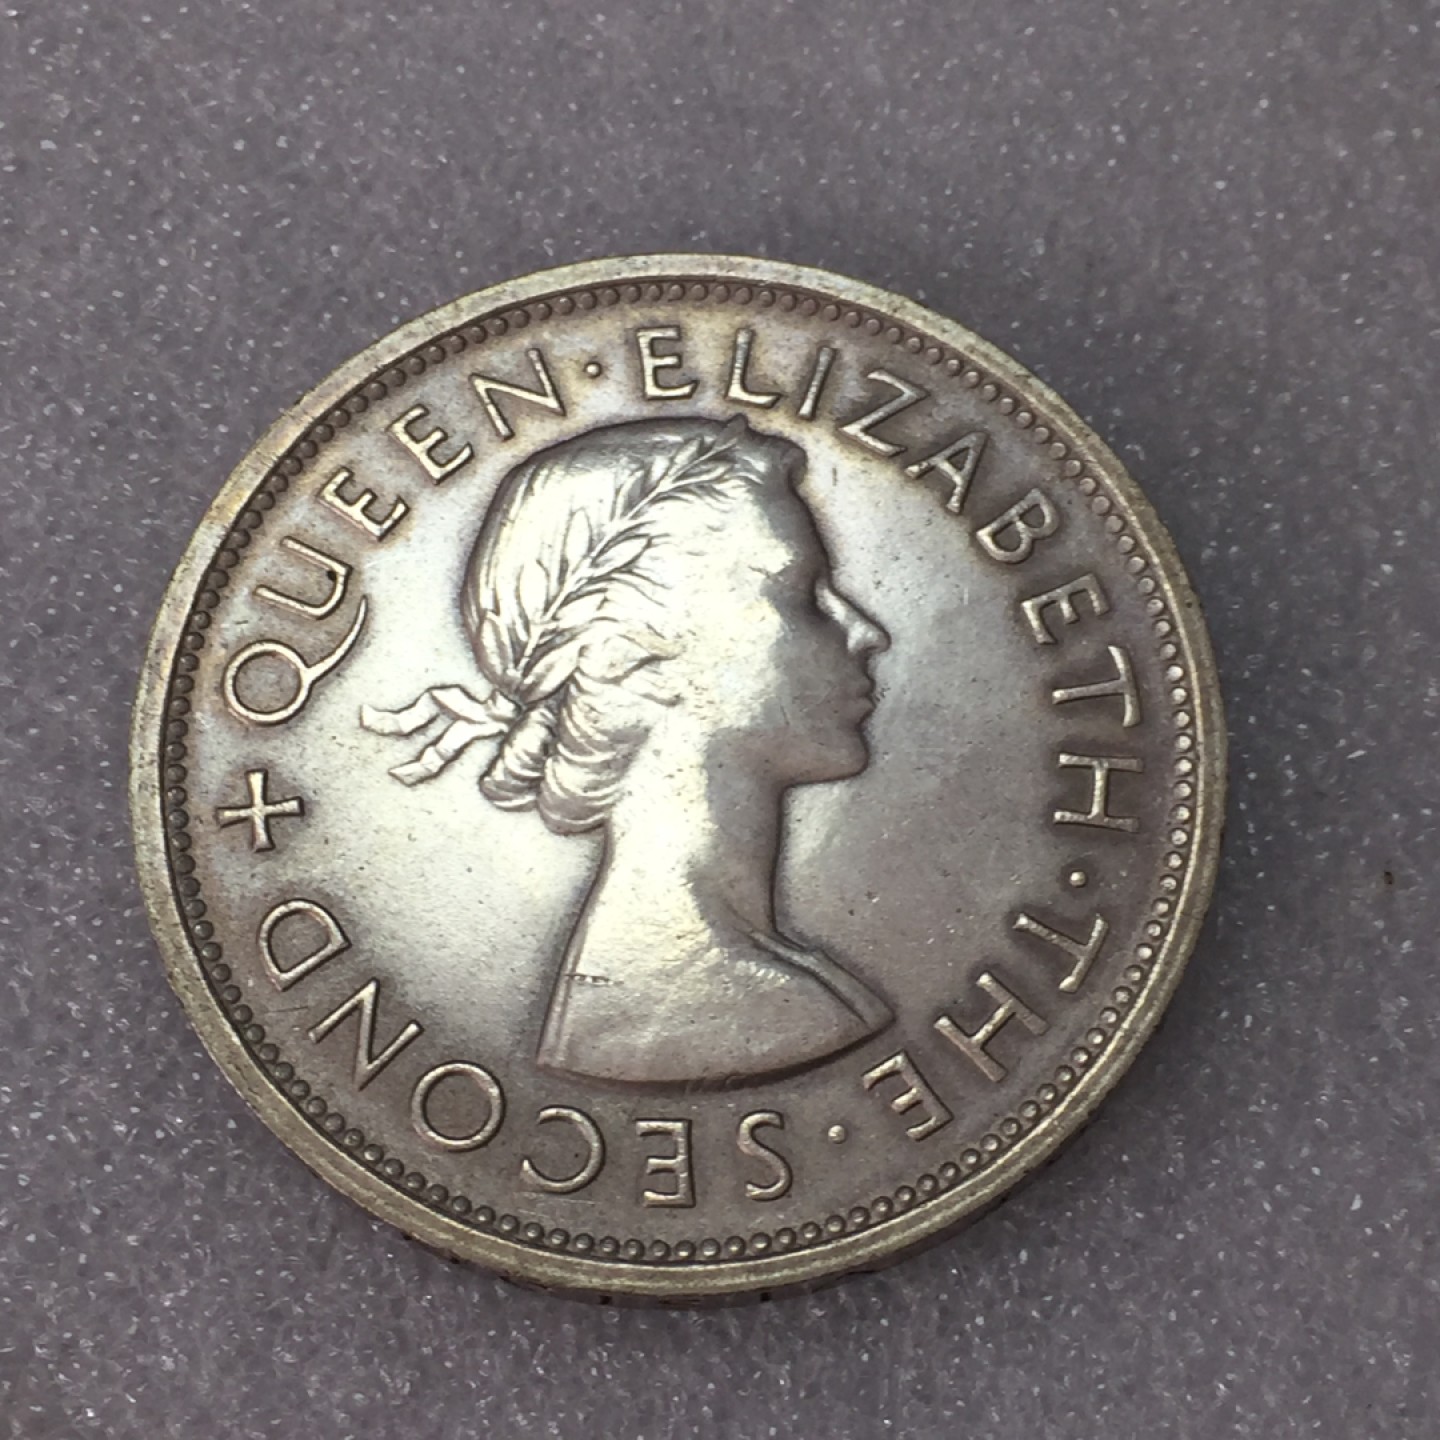 + QUEEN · ELIZABETH · THE · SECOND